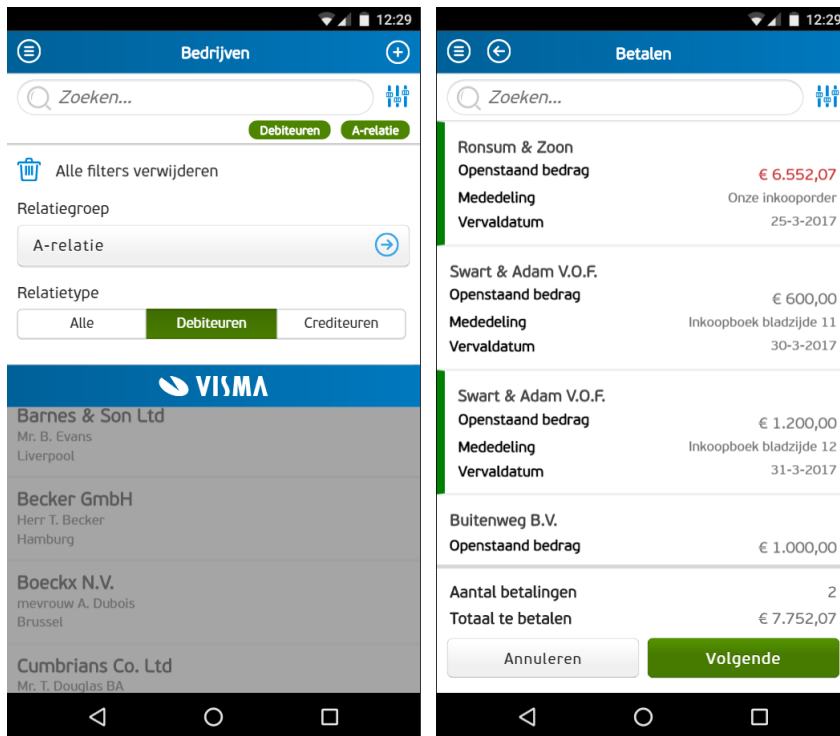 12:29
Bedrijven
Zoeken...
Debiteuren A-relatie
Alle filters verwijderen
Relatiegroep
A-relatie
Relatietype
Alle Debiteuren Crediteuren
VISMA
Barnes & Son Ltd
Mr. B. Evans
Liverpool
Becker GmbH
Herr T. Becker
Hamburg
Boeckx N.V.
mevrouw A. Dubois
Brussel
Cumbrians Co. Ltd
Mr. T. Douglas BA
12:29
Betalen
Zoeken...
Ronsum & Zoon
Openstaand bedrag € 6.552,07
Mededeling Onze inkooporder
Vervaldatum 25-3-2017
Swart & Adam V.O.F.
Openstaand bedrag € 600,00
Mededeling Inkoopboek bladzijde 11
Vervaldatum 30-3-2017
Swart & Adam V.O.F.
Openstaand bedrag € 1.200,00
Mededeling Inkoopboek bladzijde 12
Vervaldatum 31-3-2017
Buitenweg B.V.
Openstaand bedrag € 1.000,00
Aantal betalingen 2
Totaal te betalen € 7.752,07
Annuleren Volgende